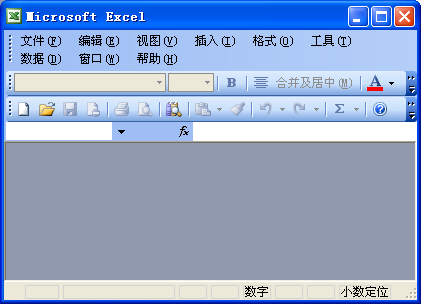 Microsoft Excel
文件(F) 编辑(E) 视图(V) 插入(I) 格式(O) 工具(T)
数据(D) 窗口(W) 帮助(H)
B 合并及居中(M) A
Σ
fx
数字 小数定位